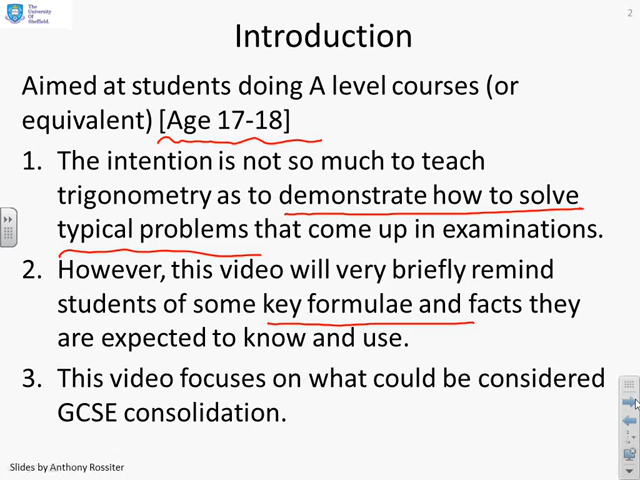 The
University
Of
Sheffield.
2
Introduction
Aimed at students doing A level courses (or
equivalent) [Age 17-18]
1. The intention is not so much to teach
trigonometry as to demonstrate how to solve
typical problems that come up in examinations.
2. However, this video will very briefly remind
students of some key formulae and facts they
are expected to know and use.
3. This video focuses on what could be considered
GCSE consolidation.
Slides by Anthony Rossiter